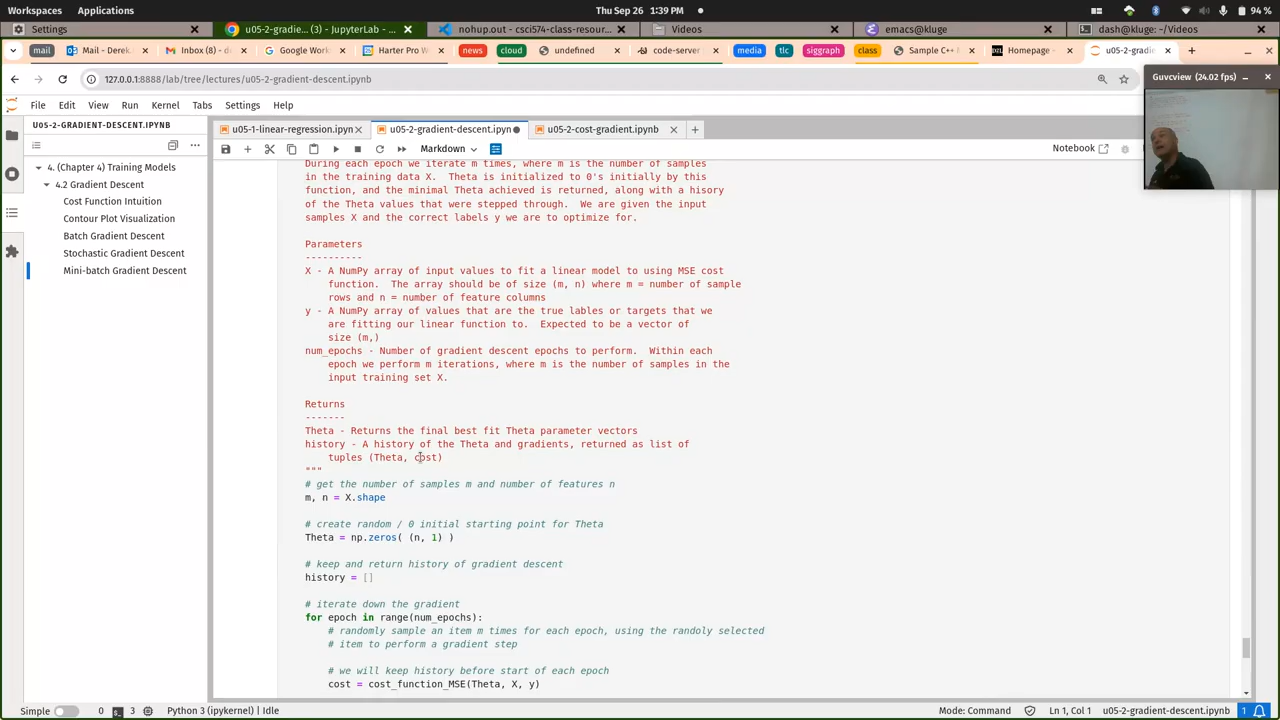 Workspaces Applications Thu Sep 26 1:39 PM 94 %
Settings u05-2-gradie... (3) - JupyterLab - ... nohup.out - csci574-class-resour... Videos emacs@kluge dash@kluge: ~/Videos
mail Mail - Derek. Inbox (8) - d Google Work Harter Pro W news cloud undefined code-server media tlc siggraph class Sample C++ Homepage - u05-2-gradi
127.0.0.1:8888/lab/tree/lectures/u05-2-gradient-descent.ipynb
Guvcview (24.02 fps)
File Edit View Run Kernel Tabs Settings Help
U05-2-GRADIENT-DESCENT.IPYNB
u05-1-linear-regression.ipyn u05-2-gradient-descent.ipyn u05-2-cost-gradient.ipynb
Markdown Notebook
4. (Chapter 4) Training Models
4.2 Gradient Descent
Cost Function Intuition
Contour Plot Visualization
Batch Gradient Descent
Stochastic Gradient Descent
Mini-batch Gradient Descent
During each epoch we iterate m times, where m is the number of samples
in the training data X. Theta is initialized to 0's initially by this
function, and the minimal Theta achieved is returned, along with a hisory
of the Theta values that were stepped through. We are given the input
samples X and the correct labels y we are to optimize for.
Parameters
----------
X - A NumPy array of input values to fit a linear model to using MSE cost
function. The array should be of size (m, n) where m = number of sample
rows and n = number of feature columns
y - A NumPy array of values that are the true lables or targets that we
are fitting our linear function to. Expected to be a vector of
size (m,)
num_epochs - Number of gradient descent epochs to perform. Within each
epoch we perform m iterations, where m is the number of samples in the
input training set X.
Returns
-------
Theta - Returns the final best fit Theta parameter vectors
history - A history of the Theta and gradients, returned as list of
tuples (Theta, cost)
"""
# get the number of samples m and number of features n
m, n = X.shape
# create random / 0 initial starting point for Theta
Theta = np.zeros( (n, 1) )
# keep and return history of gradient descent
history = []
# iterate down the gradient
for epoch in range(num_epochs):
# randomly sample an item m times for each epoch, using the randoly selected
# item to perform a gradient step
# we will keep history before start of each epoch
cost = cost_function_MSE(Theta, X, y)
Simple 0 3 Python 3 (ipykernel) | Idle Mode: Command Ln 1, Col 1 u05-2-gradient-descent.ipynb 1